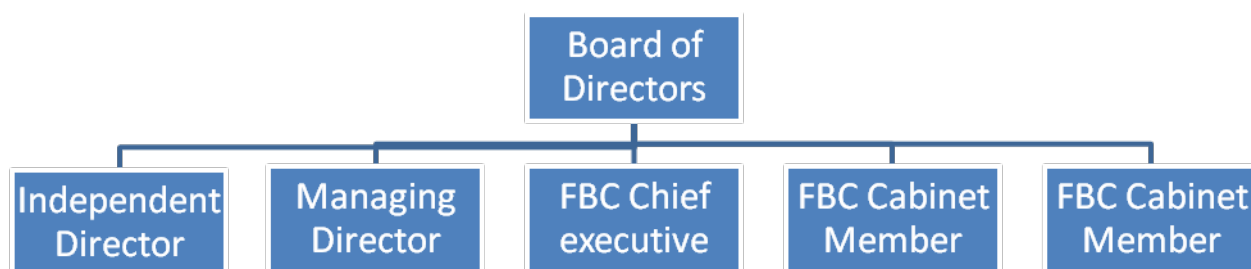 Board of
Directors
Independent
Director
Managing
Director
FBC Chief
executive
FBC Cabinet
Member
FBC Cabinet
Member